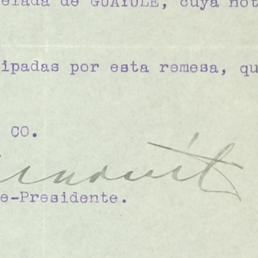 elada de GUAYULE, cuya not
ipadas por esta remesa, qu
CO.
e-Presidente.